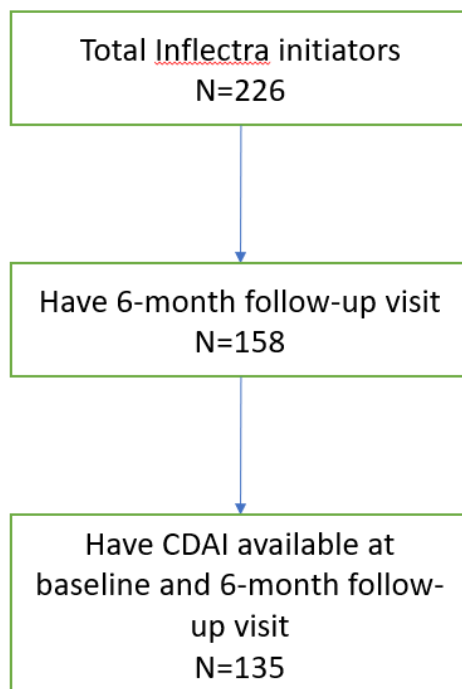 Total Inflectra initiators
N=226
Have 6-month follow-up visit
N=158
Have CDAI available at
baseline and 6-month follow-
up visit
N=135